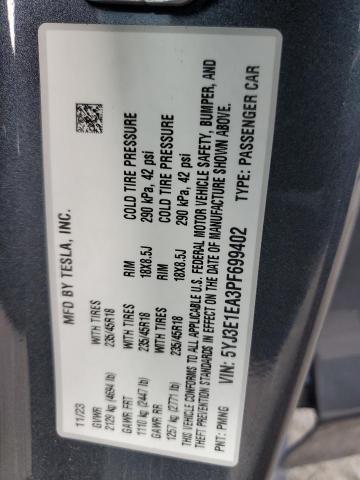 MFD BY TESLA, INC.
11/23
GVWR
2129 kg (4694 LB)
GAWR FRT WITH TIRES RIM COLD TIRE PRESSURE
1110 kg (2447 LB) 235/45R18 18X8.5J 290 kPa, 42 psi
GAWR RR WITH TIRES RIM COLD TIRE PRESSURE
1257 kg (2771 LB) 235/45R18 18X8.5J 290 kPa, 42 psi
THIS VEHICLE CONFORMS TO ALL APPLICABLE U.S. FEDERAL MOTOR VEHICLE SAFETY, BUMPER, AND
THEFT PREVENTION STANDARDS IN EFFECT ON THE DATE OF MANUFACTURE SHOWN ABOVE.
PNT: PMNG VIN: 5YJ3E1EA3PF699402 TYPE: PASSENGER CAR